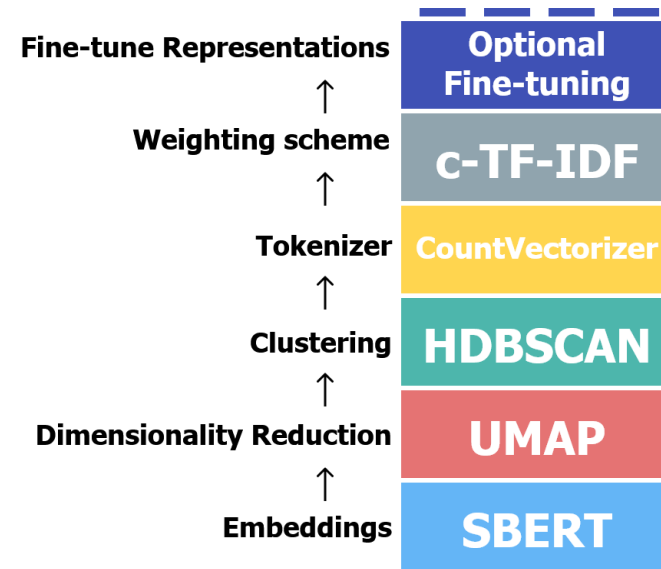 Fine-tune Representations
Optional
Fine-tuning
Weighting scheme
c-TF-IDF
Tokenizer
CountVectorizer
Clustering
HDBSCAN
Dimensionality Reduction
UMAP
Embeddings
SBERT